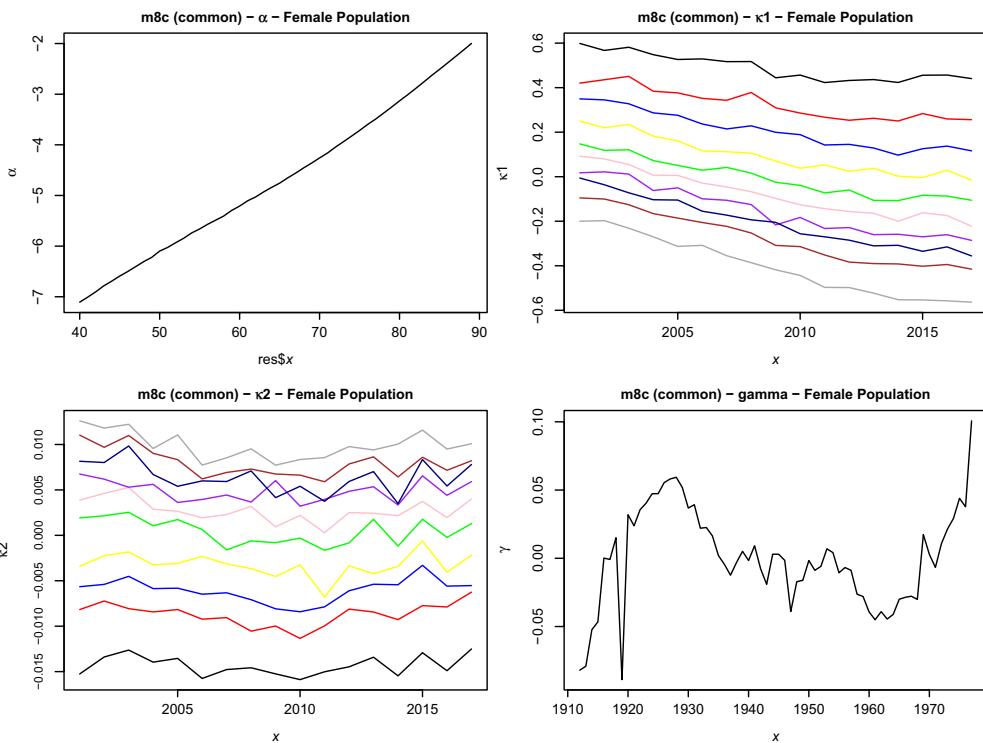 m8c (common) − α − Female Population
α
−2
−3
−4
−5
−6
−7
40 50 60 70 80 90
res$x
m8c (common) − κ1 − Female Population
κ1
0.6
0.4
0.2
0.0
−0.2
−0.4
−0.6
2005 2010 2015
x
m8c (common) − κ2 − Female Population
κ2
0.010
0.005
0.000
−0.005
−0.010
−0.015
2005 2010 2015
x
m8c (common) − gamma − Female Population
γ
0.10
0.05
0.00
−0.05
1910 1920 1930 1940 1950 1960 1970
x